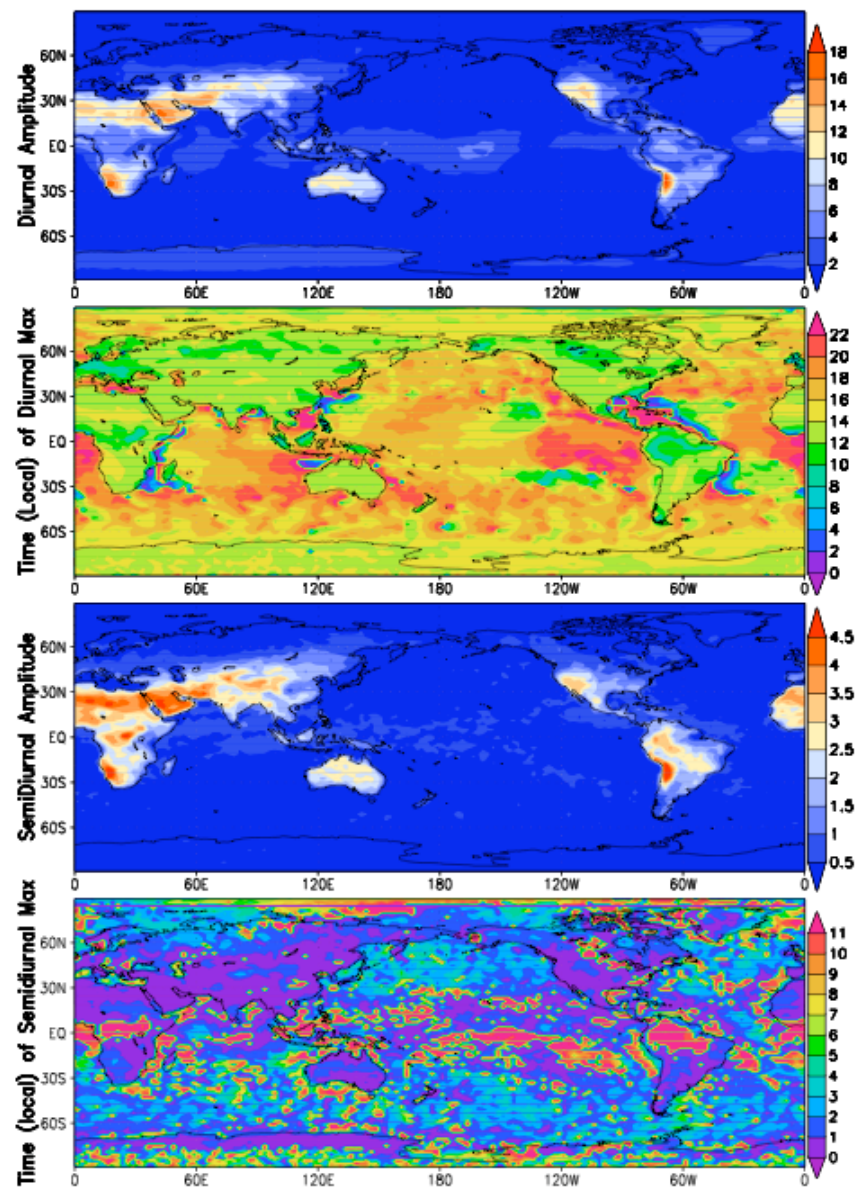 Diurnal Amplitude
60N
30N
EQ
30S
60S
0 60E 120E 180 120W 60W 0
18
16
14
12
10
8
6
4
2
Time (Local) of Diurnal Max
60N
30N
EQ
30S
60S
0 60E 120E 180 120W 60W 0
22
20
18
16
14
12
10
8
6
4
2
0
SemiDiurnal Amplitude
60N
30N
EQ
30S
60S
0 60E 120E 180 120W 60W 0
4.5
4
3.5
3
2.5
2
1.5
1
0.5
Time (local) of Semidiurnal Max
60N
30N
EQ
30S
60S
0 60E 120E 180 120W 60W 0
11
10
9
8
7
6
5
4
3
2
1
0